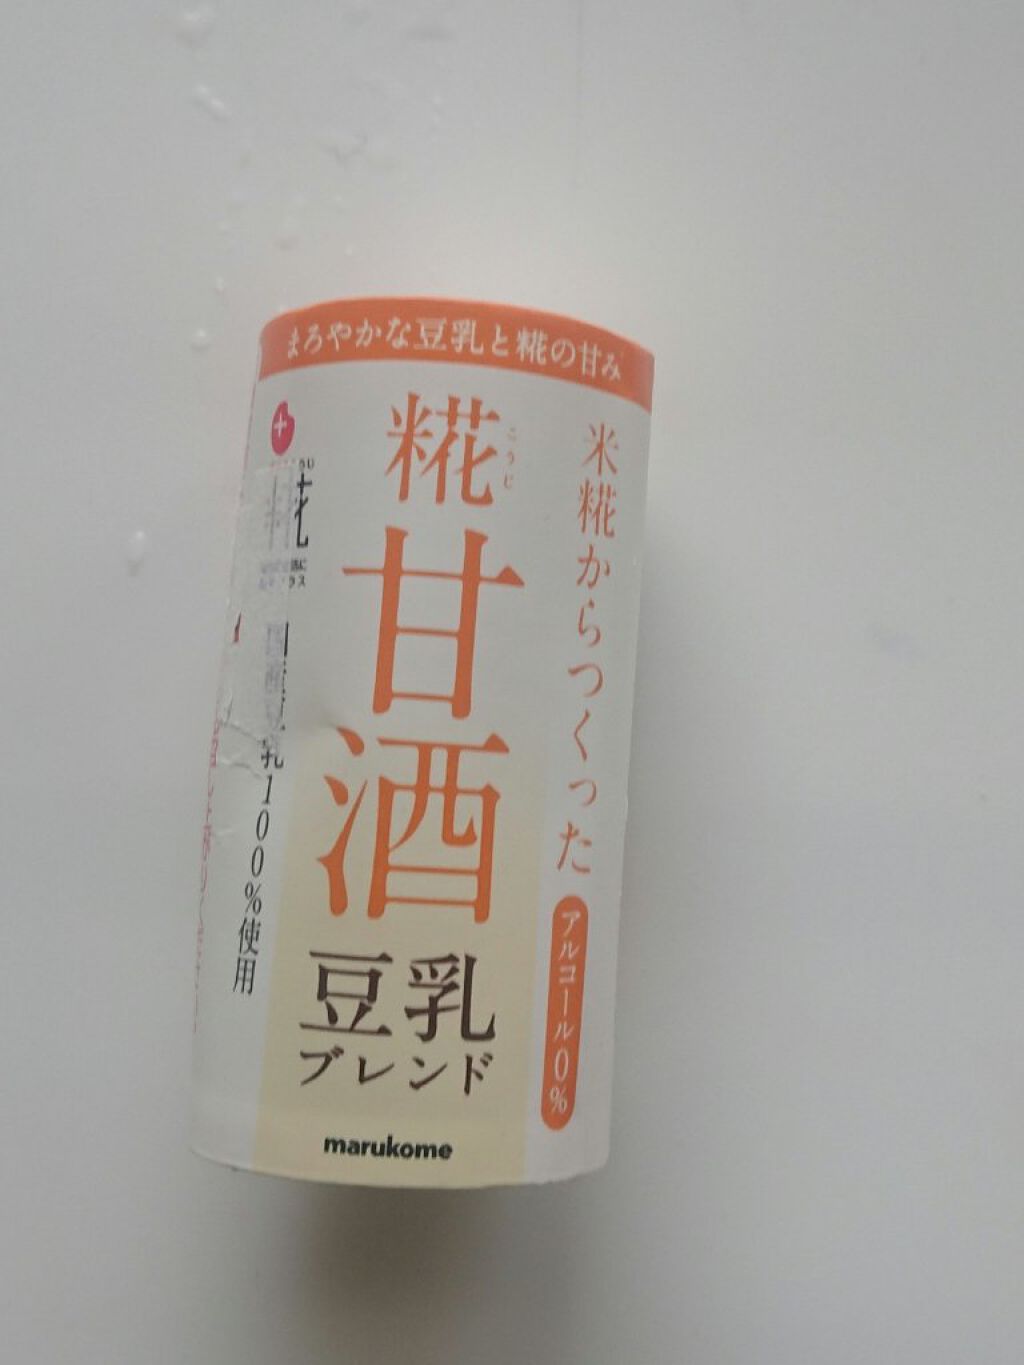 まろやかな豆乳と糀の甘み
米糀からつくった
アルコール0%
糀
こうじ
甘酒
豆乳
ブレンド
marukome
乳100%使用